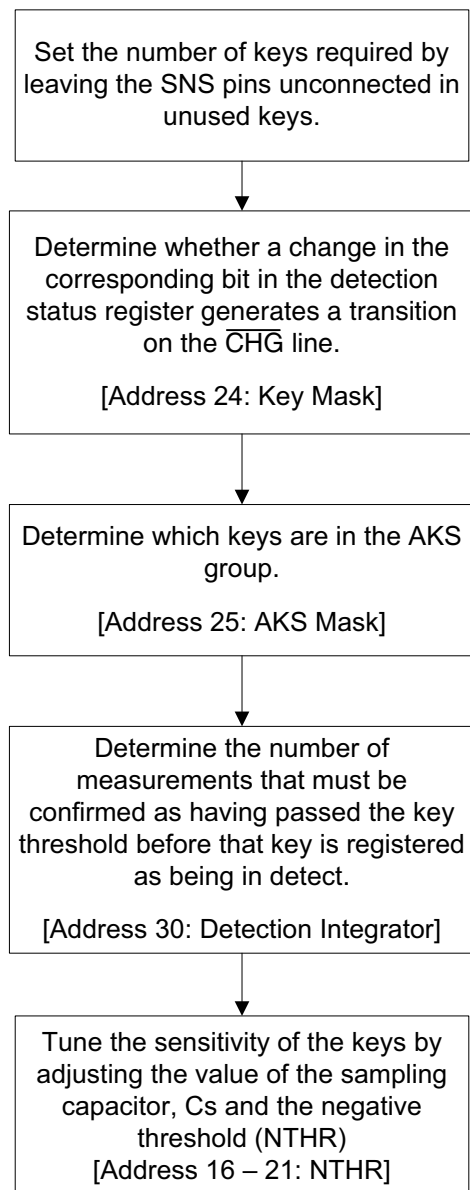 Set the number of keys required by
leaving the SNS pins unconnected in
unused keys.
Determine whether a change in the
corresponding bit in the detection
status register generates a transition
on the C̅H̅G̅ line.
[Address 24: Key Mask]
Determine which keys are in the AKS
group.
[Address 25: AKS Mask]
Determine the number of
measurements that must be
confirmed as having passed the key
threshold before that key is registered
as being in detect.
[Address 30: Detection Integrator]
Tune the sensitivity of the keys by
adjusting the value of the sampling
capacitor, Cs and the negative
threshold (NTHR)
[Address 16 – 21: NTHR]